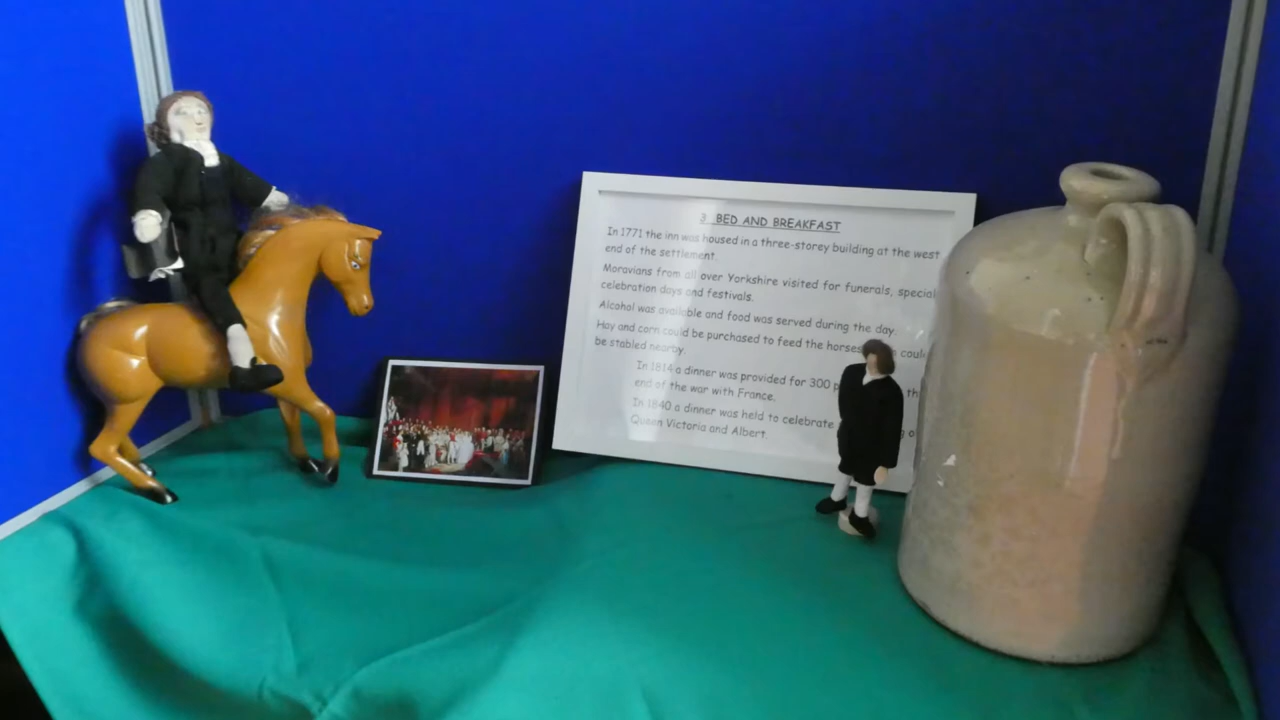 3 BED AND BREAKFAST
In 1771 the inn was housed in a three-storey building at the west
end of the settlement.
Moravians from all over Yorkshire visited for funerals, special
celebration days and festivals.
Alcohol was available and food was served during the day.
Hay and corn could be purchased to feed the horses
be stabled nearby.
In 1814 a dinner was provided for 300
end of the war with France.
In 1840 a dinner was held to celebrate
Queen Victoria and Albert.